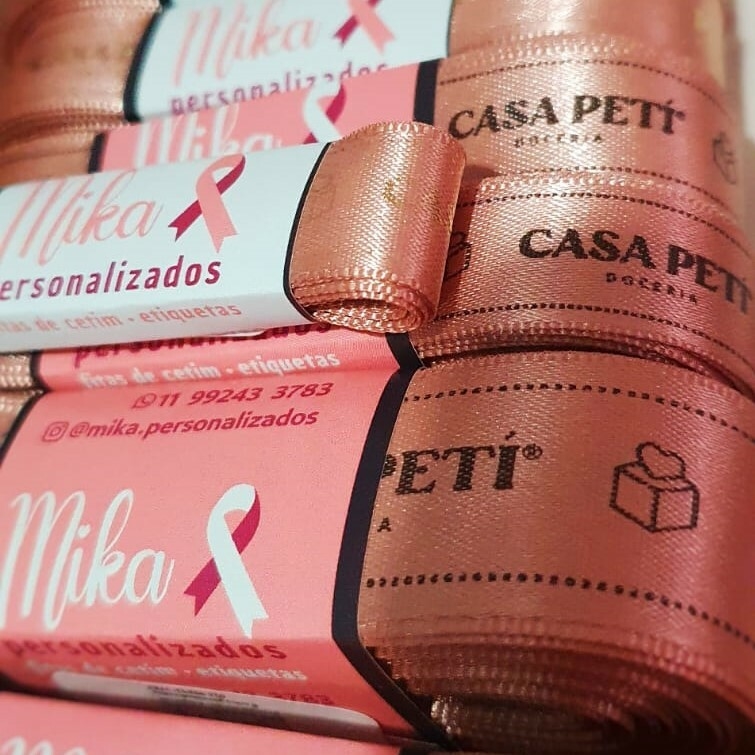 Mika
personalizados
Mika
CASA PETÍ®
DOCERIA
Mika
personalizados
fitas de cetim - etiquetas
CASA PETÍ
DOCERIA
personalizados
fitas de cetim - etiquetas
11 99243 3783
@mika.personalizados
Mika
personalizados
fitas de cetim - etiquetas
PETÍ®
A